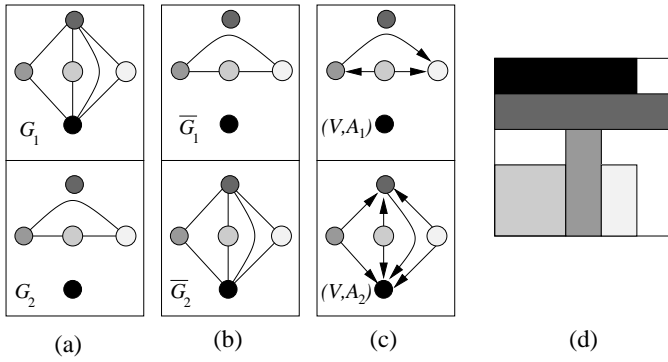 G₁
G̅₁
(V,A₁)
G₂
G̅₂
(V,A₂)
(a)
(b)
(c)
(d)